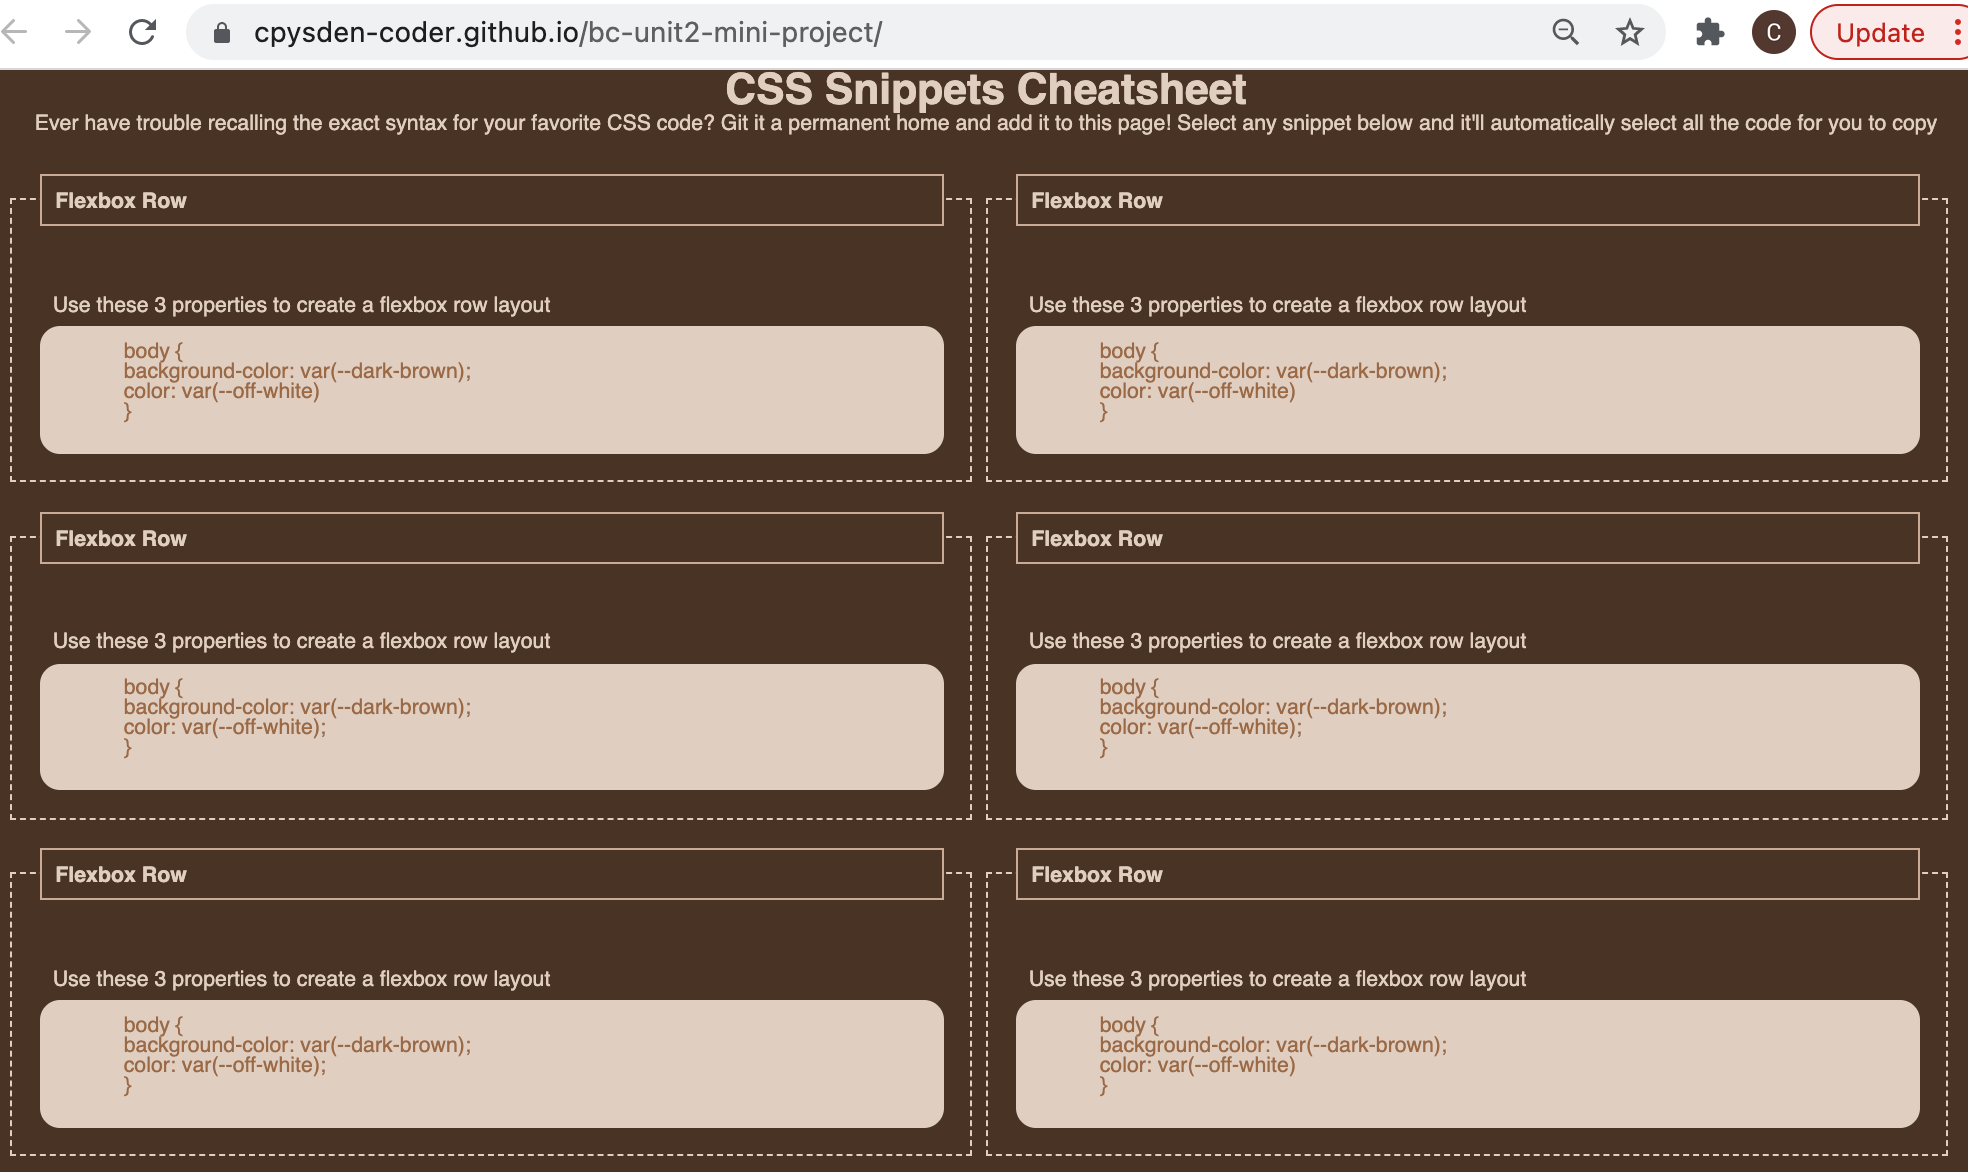 cpysden-coder.github.io/bc-unit2-mini-project/
C
Update
CSS Snippets Cheatsheet
Ever have trouble recalling the exact syntax for your favorite CSS code? Git it a permanent home and add it to this page! Select any snippet below and it'll automatically select all the code for you to copy
Flexbox Row
Use these 3 properties to create a flexbox row layout
body {
background-color: var(--dark-brown);
color: var(--off-white)
}
Flexbox Row
Use these 3 properties to create a flexbox row layout
body {
background-color: var(--dark-brown);
color: var(--off-white)
}
Flexbox Row
Use these 3 properties to create a flexbox row layout
body {
background-color: var(--dark-brown);
color: var(--off-white);
}
Flexbox Row
Use these 3 properties to create a flexbox row layout
body {
background-color: var(--dark-brown);
color: var(--off-white);
}
Flexbox Row
Use these 3 properties to create a flexbox row layout
body {
background-color: var(--dark-brown);
color: var(--off-white);
}
Flexbox Row
Use these 3 properties to create a flexbox row layout
body {
background-color: var(--dark-brown);
color: var(--off-white)
}